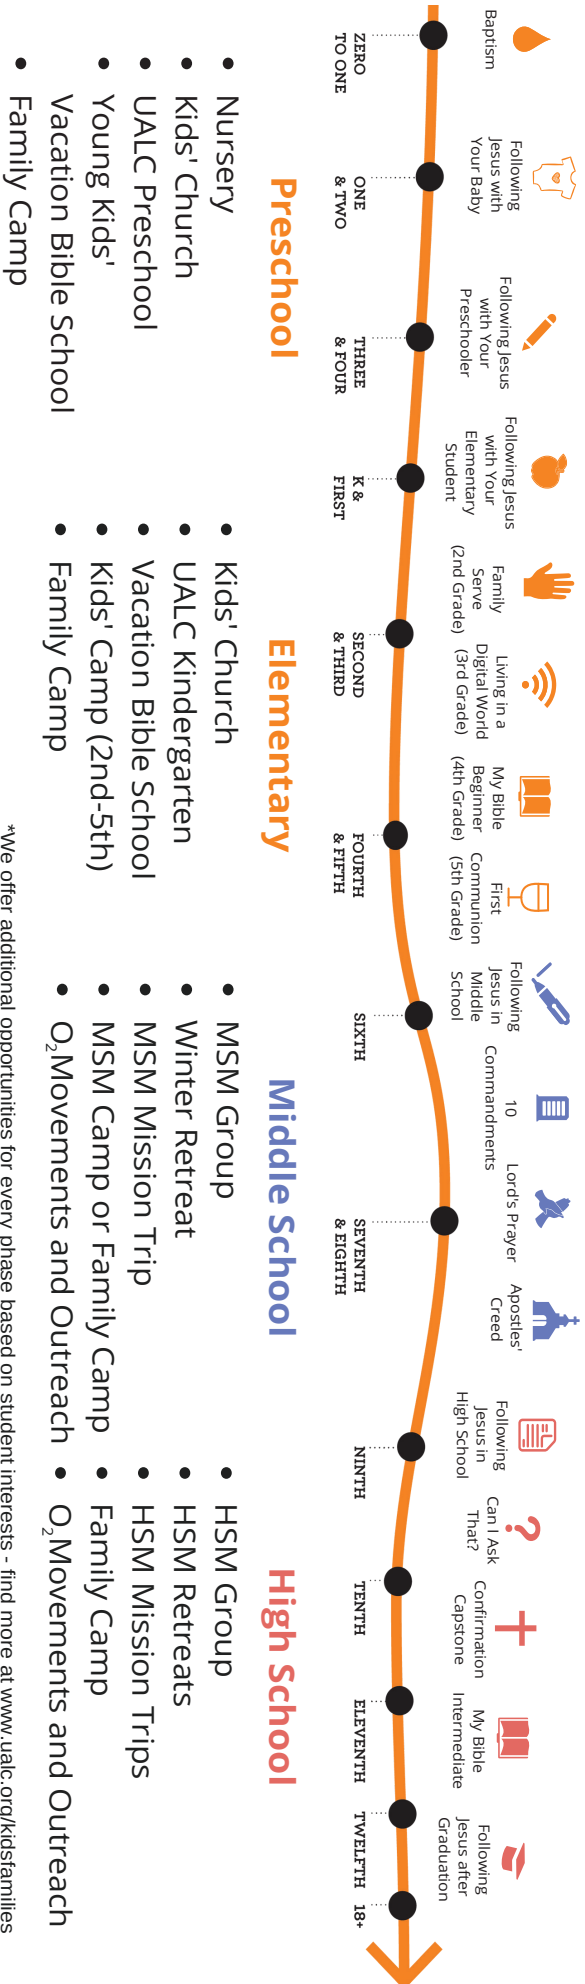 Baptism
Following
Jesus with
Your Baby
Following Jesus
with Your
Preschooler
Following Jesus
with Your
Elementary
Student
Family
Serve
(2nd Grade)
Living in a
Digital World
(3rd Grade)
My Bible
Beginner
(4th Grade)
First
Communion
(5th Grade)
Following
Jesus in
Middle
School
10
Commandments
Lord's Prayer
Apostles'
Creed
Following
Jesus in
High School
Can I Ask
That?
Confirmation
Capstone
My Bible
Intermediate
Following
Jesus after
Graduation
ZERO
TO ONE
ONE
& TWO
THREE
& FOUR
K &
FIRST
SECOND
& THIRD
FOURTH
& FIFTH
SIXTH
SEVENTH
& EIGHTH
NINTH
TENTH
ELEVENTH
TWELFTH
18+
Preschool
• Nursery
• Kids' Church
• UALC Preschool
• Young Kids'
Vacation Bible School
• Family Camp
Elementary
• Kids' Church
• UALC Kindergarten
• Vacation Bible School
• Kids' Camp (2nd-5th)
• Family Camp
Middle School
• MSM Group
• Winter Retreat
• MSM Mission Trip
• MSM Camp or Family Camp
• O₂Movements and Outreach
High School
• HSM Group
• HSM Retreats
• HSM Mission Trips
• Family Camp
• O₂Movements and Outreach
*We offer additional opportunities for every phase based on student interests - find more at www.ualc.org/kidsfamilies